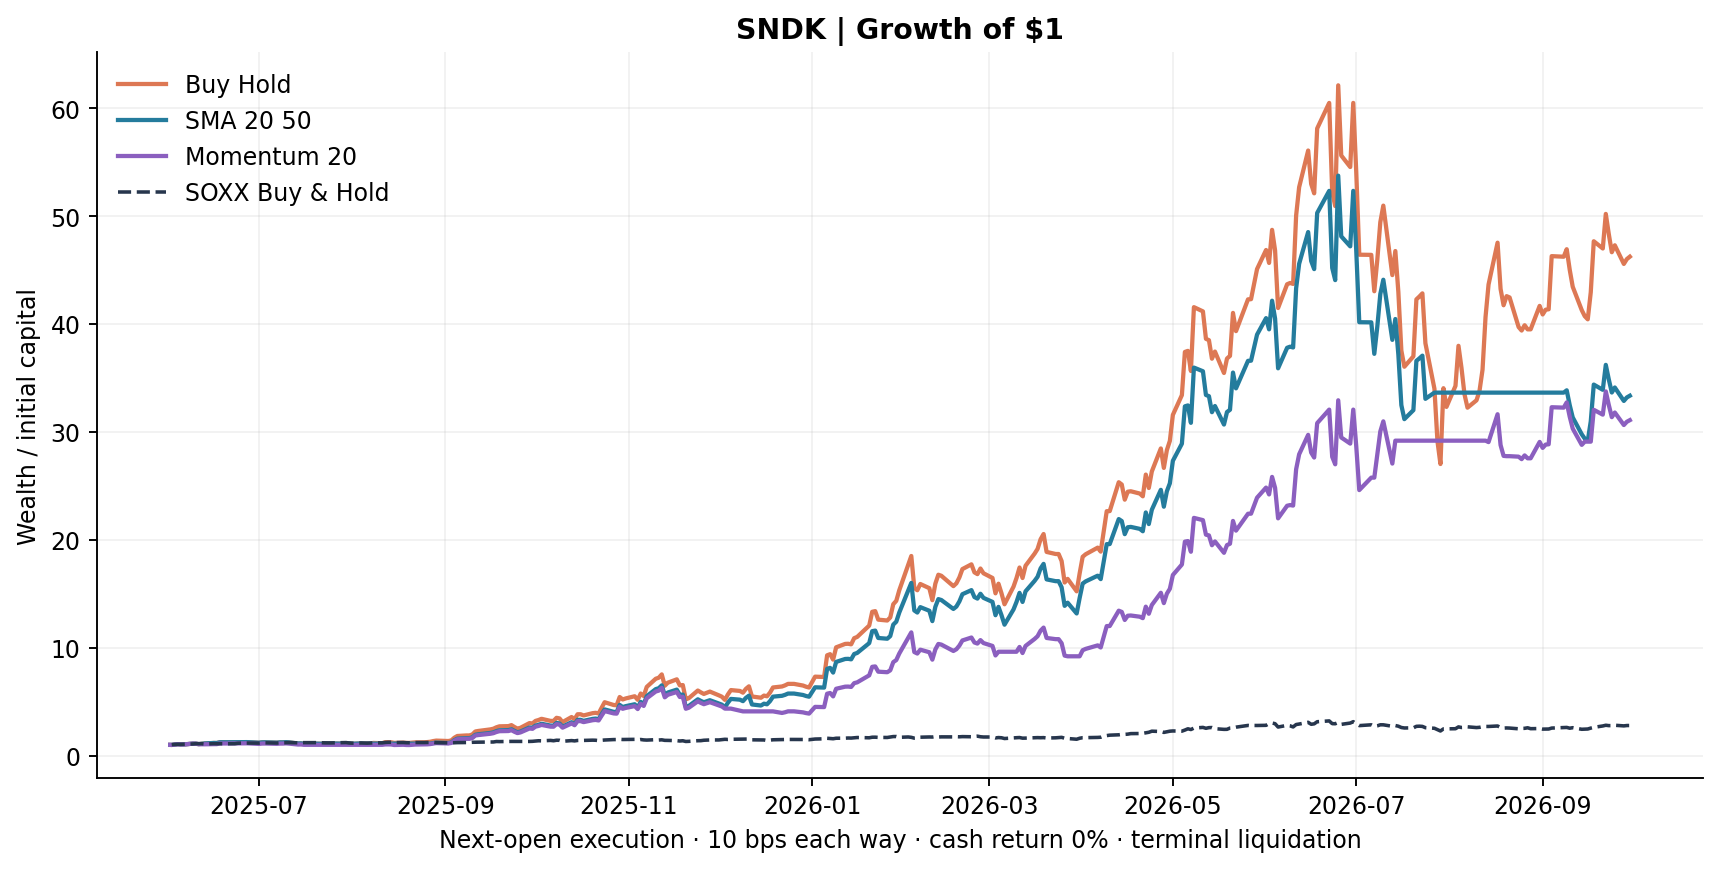 SNDK | Growth of $1
Buy Hold
SMA 20 50
Momentum 20
SOXX Buy & Hold
Wealth / initial capital
60
50
40
30
20
10
0
2025-07 2025-09 2025-11 2026-01 2026-03 2026-05 2026-07 2026-09
Next-open execution · 10 bps each way · cash return 0% · terminal liquidation